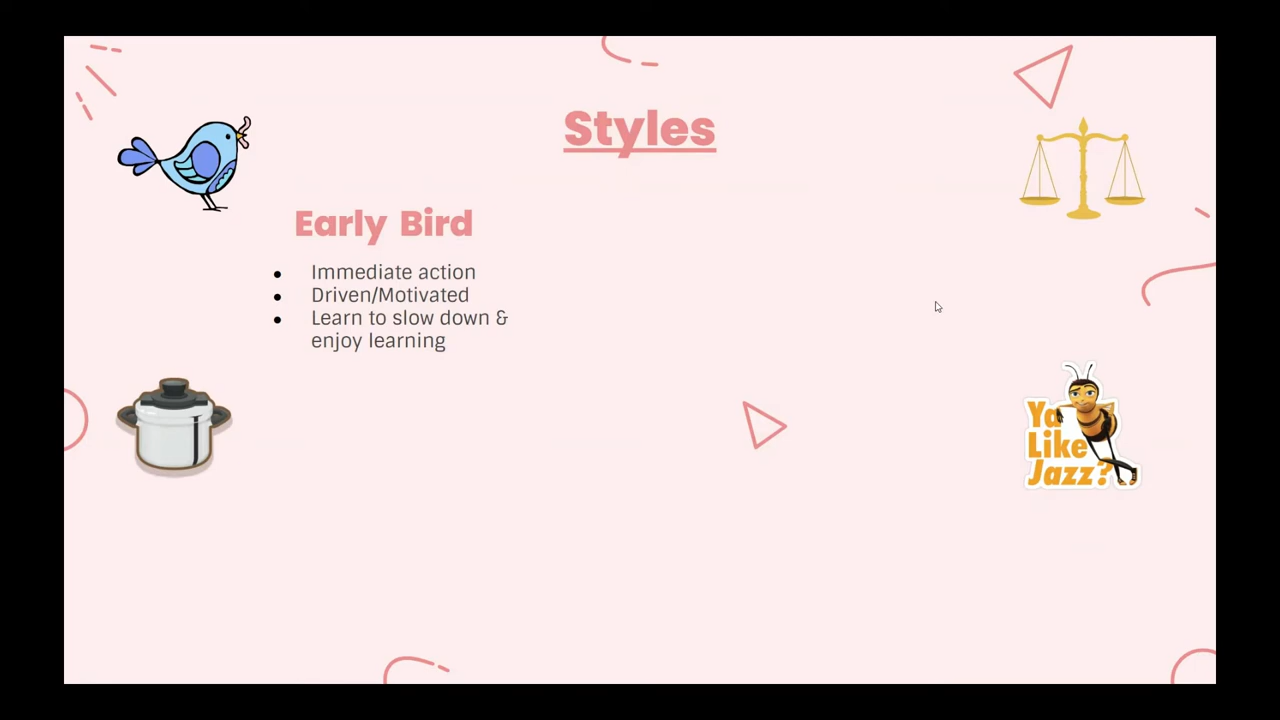 Styles
Early Bird
Immediate action
Driven/Motivated
Learn to slow down &
enjoy learning
Ya
Like
Jazz?